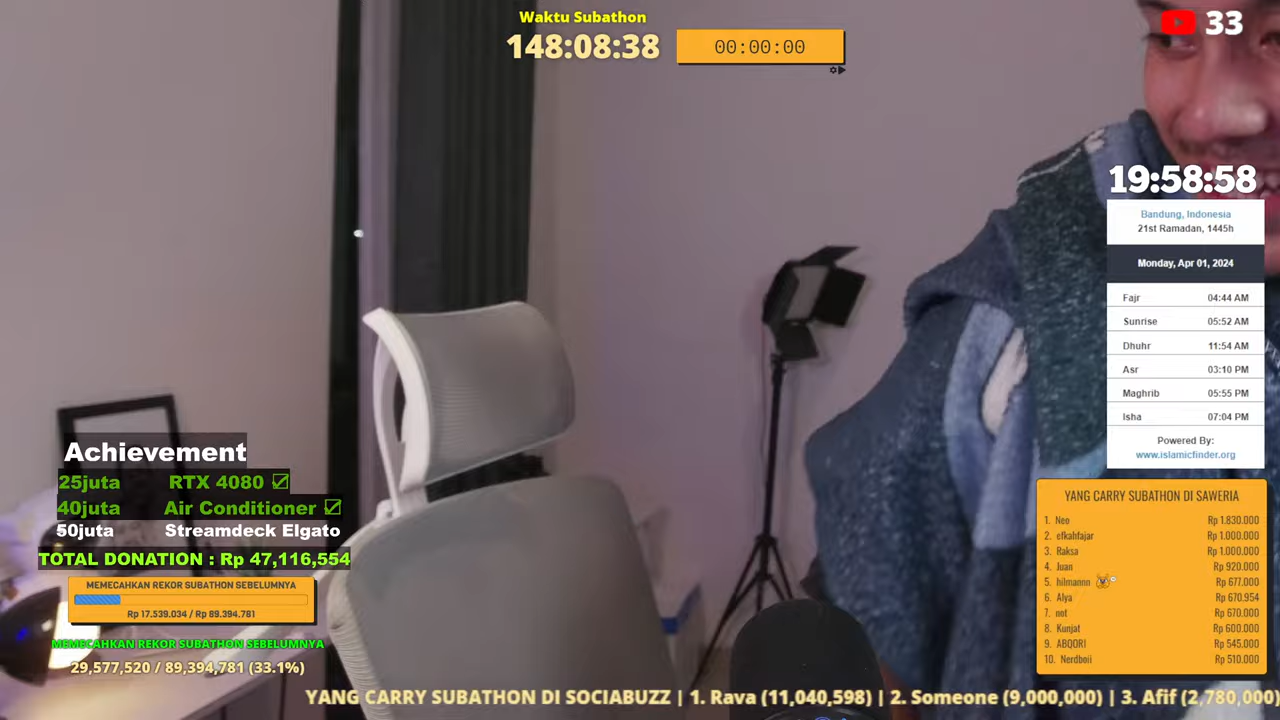 Waktu Subathon
148:08:38
00:00:00
33
19:58:58
Bandung, Indonesia
21st Ramadan, 1445h
Monday, Apr 01, 2024
Fajr 04:44 AM
Sunrise 05:52 AM
Dhuhr 11:54 AM
Asr 03:10 PM
Maghrib 05:55 PM
Isha 07:04 PM
Powered By:
www.islamicfinder.org
Achievement
25juta RTX 4080 ☑
40juta Air Conditioner ☑
50juta Streamdeck Elgato
TOTAL DONATION : Rp 47,116,554
MEMECAHKAN REKOR SUBATHON SEBELUMNYA
Rp 17.539.034 / Rp 89.394.781
MEMECAHKAN REKOR SUBATHON SEBELUMNYA
29,577,520 / 89,394,781 (33.1%)
YANG CARRY SUBATHON DI SAWERIA
1. Neo Rp 1.830.000
2. efkahfajar Rp 1.000.000
3. Raksa Rp 1.000.000
4. Juan Rp 920.000
5. hilmannn Rp 677.000
6. Alya Rp 670.954
7. not Rp 670.000
8. Kunjat Rp 600.000
9. ABQORI Rp 545.000
10. Nerdboii Rp 510.000
YANG CARRY SUBATHON DI SOCIABUZZ | 1. Rava (11,040,598) | 2. Someone (9,000,000) | 3. Afif (2,780,000)